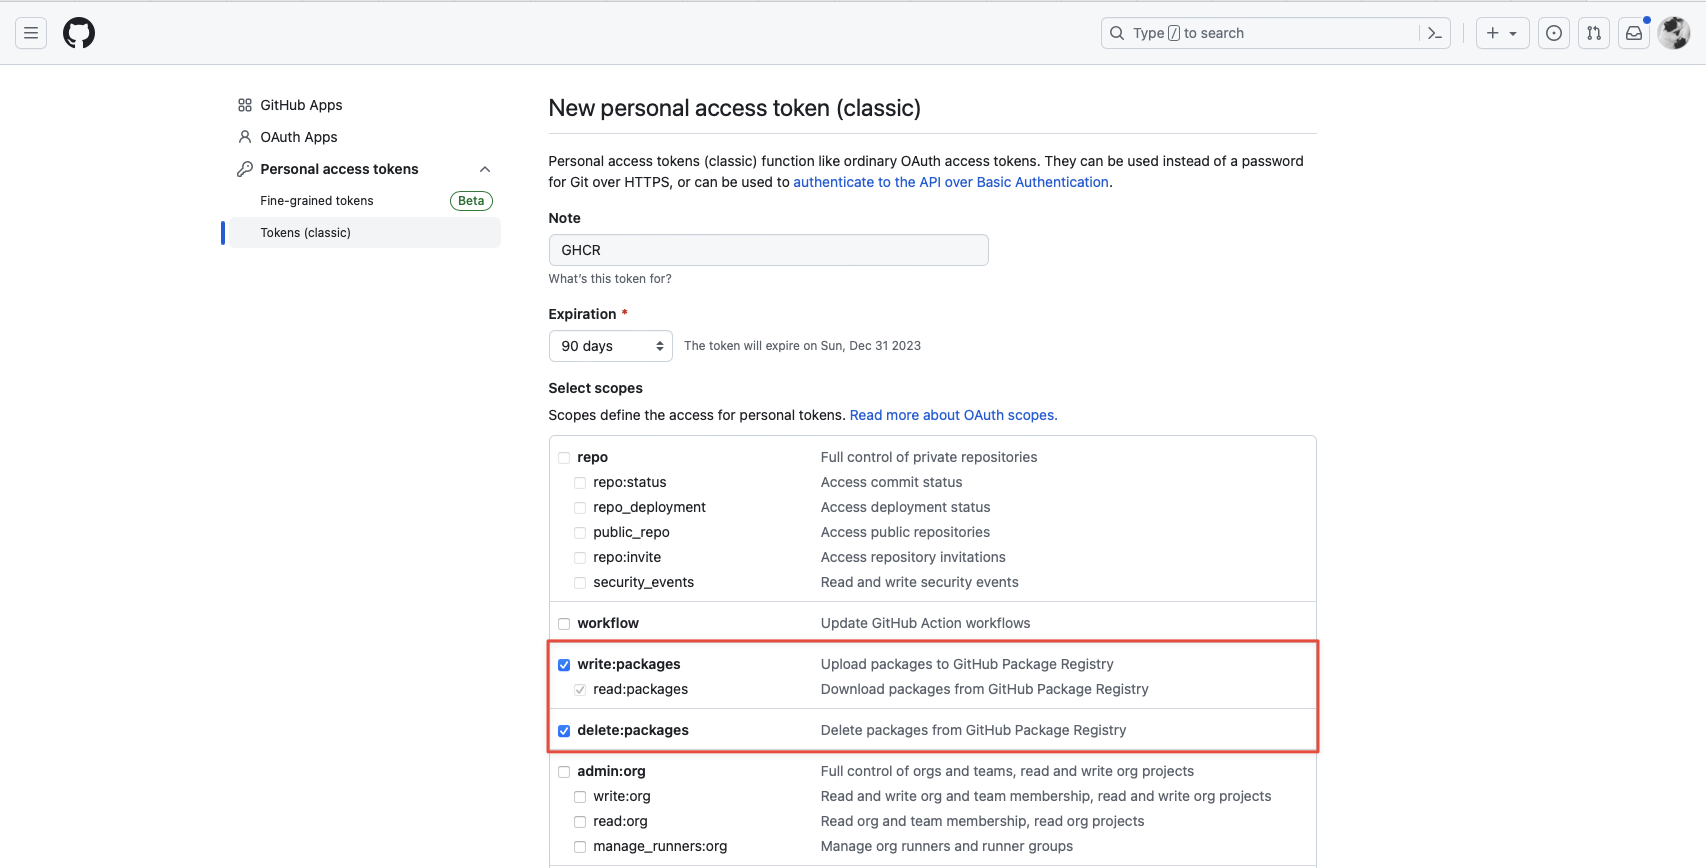 Type / to search
GitHub Apps
OAuth Apps
Personal access tokens
Fine-grained tokens Beta
Tokens (classic)
New personal access token (classic)
Personal access tokens (classic) function like ordinary OAuth access tokens. They can be used instead of a password
for Git over HTTPS, or can be used to authenticate to the API over Basic Authentication.
Note
GHCR
What's this token for?
Expiration *
90 days The token will expire on Sun, Dec 31 2023
Select scopes
Scopes define the access for personal tokens. Read more about OAuth scopes.
repo Full control of private repositories
repo:status Access commit status
repo_deployment Access deployment status
public_repo Access public repositories
repo:invite Access repository invitations
security_events Read and write security events
workflow Update GitHub Action workflows
write:packages Upload packages to GitHub Package Registry
read:packages Download packages from GitHub Package Registry
delete:packages Delete packages from GitHub Package Registry
admin:org Full control of orgs and teams, read and write org projects
write:org Read and write org and team membership, read and write org projects
read:org Read org and team membership, read org projects
manage_runners:org Manage org runners and runner groups